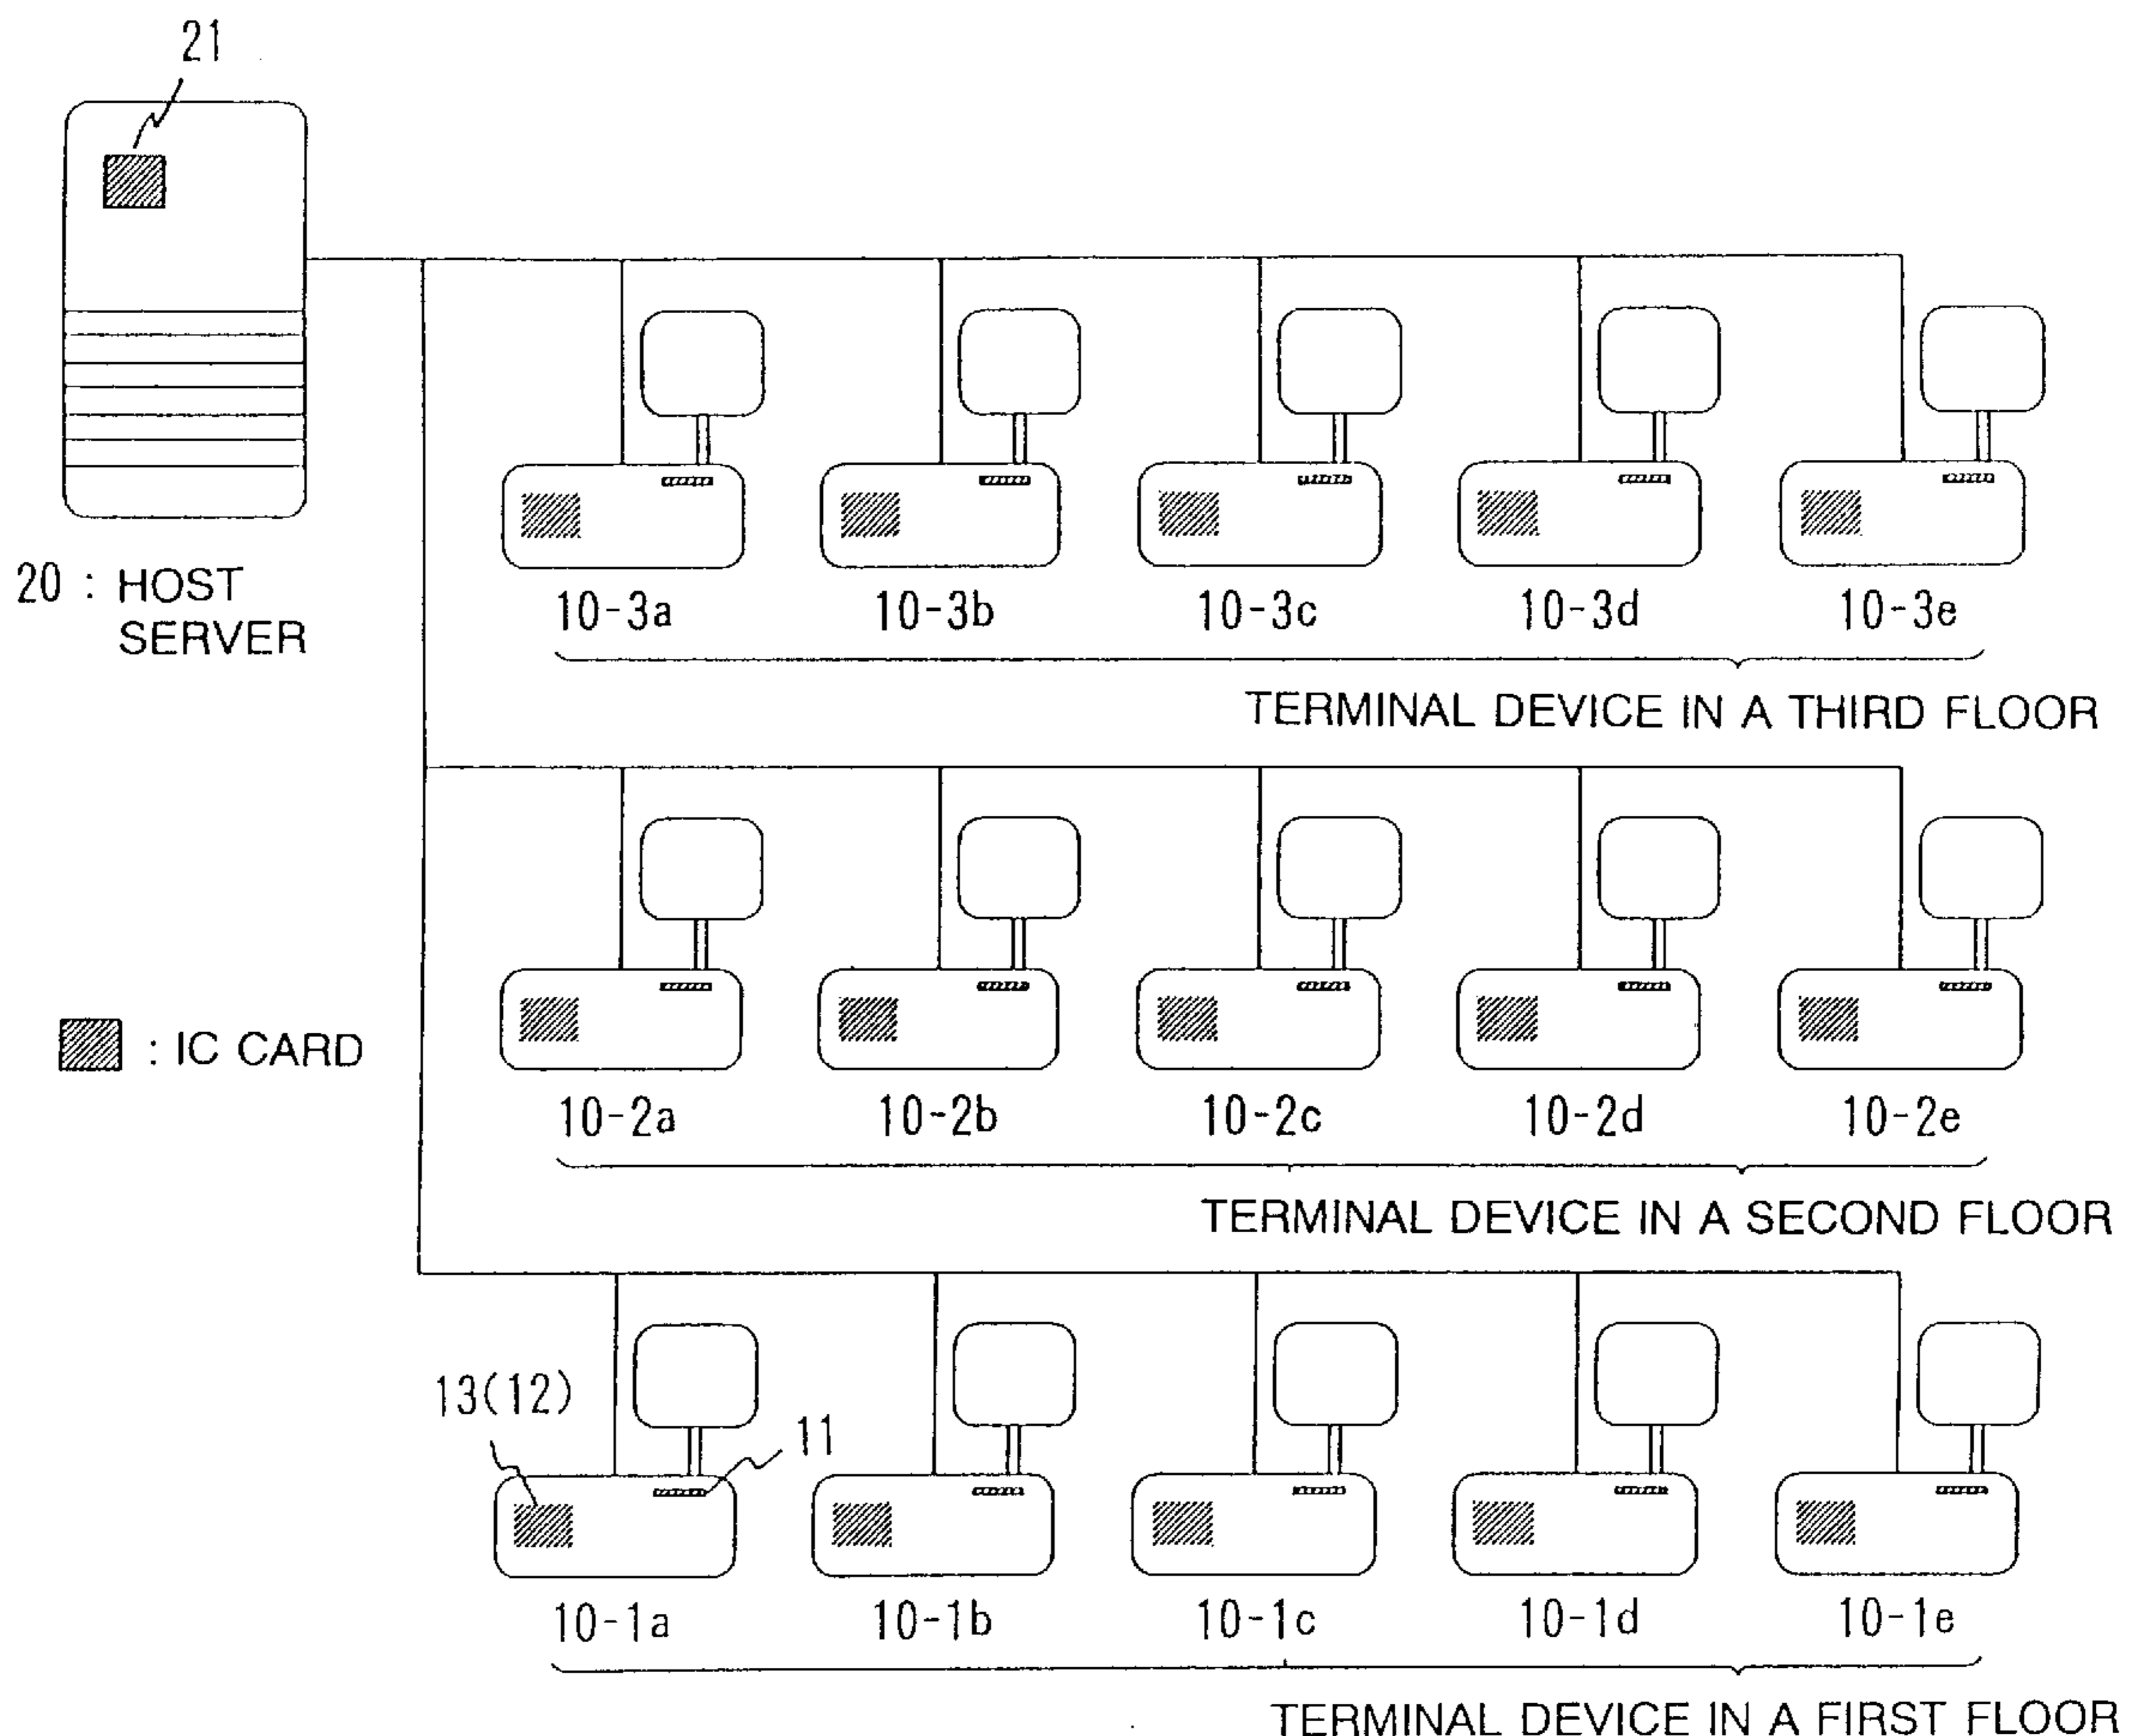 21
20 : HOST
SERVER
10-3a 10-3b 10-3c 10-3d 10-3e
TERMINAL DEVICE IN A THIRD FLOOR
: IC CARD
10-2a 10-2b 10-2c 10-2d 10-2e
TERMINAL DEVICE IN A SECOND FLOOR
13(12)
11
10-1a 10-1b 10-1c 10-1d 10-1e
TERMINAL DEVICE IN A FIRST FLOOR